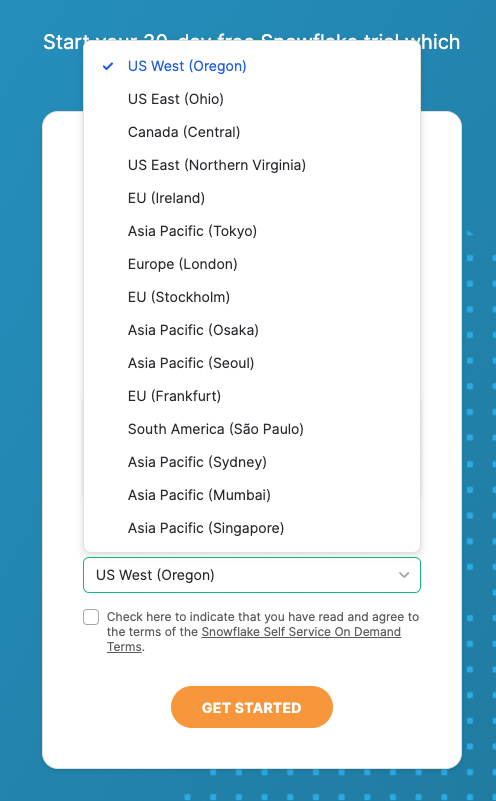 Start your 30-day free Snowflake trial which
US West (Oregon)
US East (Ohio)
Canada (Central)
US East (Northern Virginia)
EU (Ireland)
Asia Pacific (Tokyo)
Europe (London)
EU (Stockholm)
Asia Pacific (Osaka)
Asia Pacific (Seoul)
EU (Frankfurt)
South America (São Paulo)
Asia Pacific (Sydney)
Asia Pacific (Mumbai)
Asia Pacific (Singapore)
US West (Oregon)
Check here to indicate that you have read and agree to
the terms of the Snowflake Self Service On Demand
Terms.
GET STARTED